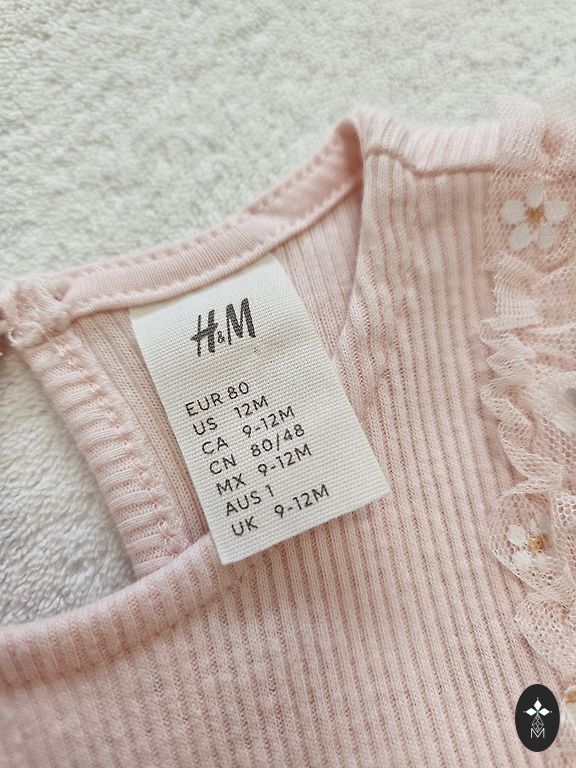 H&M
EUR 80
US 12M
CA 9-12M
CN 80/48
MX 9-12M
AUS 1
UK 9-12M
M